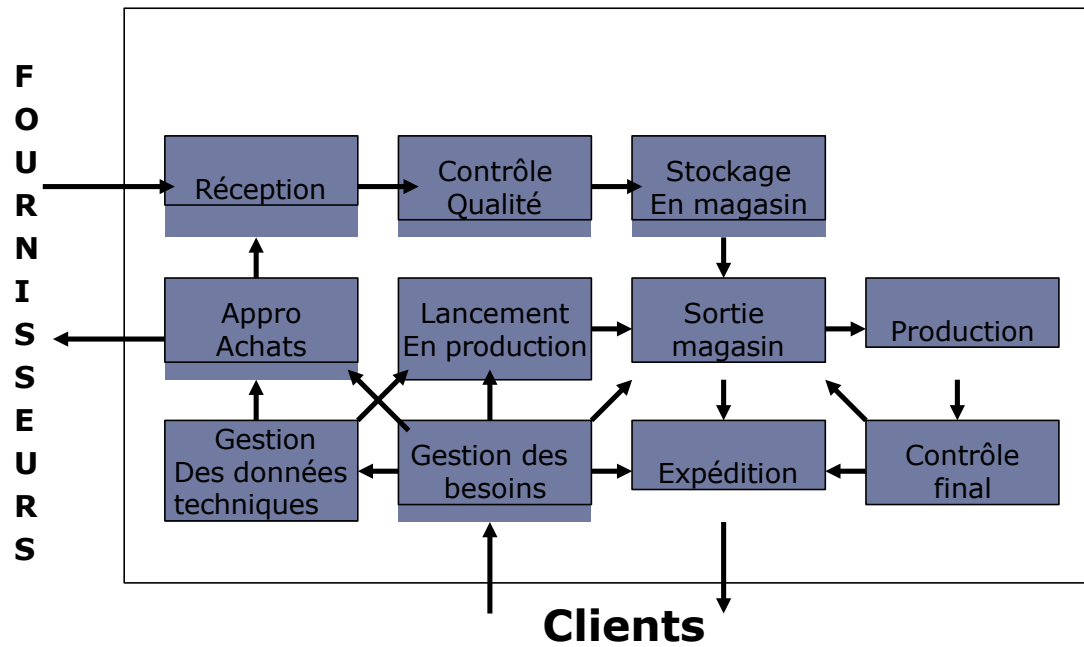 FOURNISSEURS
Réception
Contrôle
Qualité
Stockage
En magasin
Appro
Achats
Lancement
En production
Sortie
magasin
Production
Gestion
Des données
techniques
Gestion des
besoins
Expédition
Contrôle
final
Clients